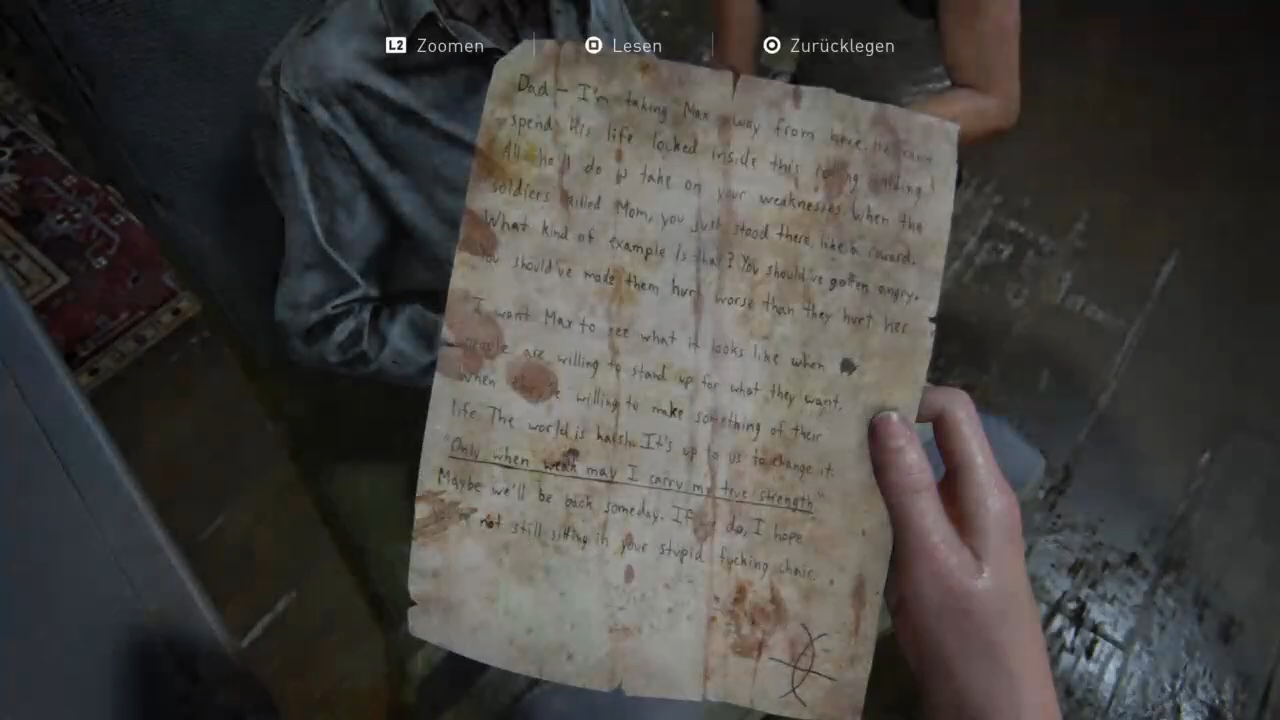 Zoomen
Lesen
Zurücklegen
Dad - I'm taking Max away from here. He can't
spend his life locked inside this rotting building!
All he'll do is take on your weaknesses. When the
soldiers killed Mom, you just stood there, like a coward.
What kind of example is that? You should've gotten angry.
You should've made them hurt worse than they hurt her
I want Max to see what it looks like when
people are willing to stand up for what they want,
when willing to make something of their
life. The world is harsh. It's up to us to change it.
"Only when weak may I carry my true strength"
Maybe we'll be back someday. If we do, I hope
not still sitting in your stupid fucking chair.